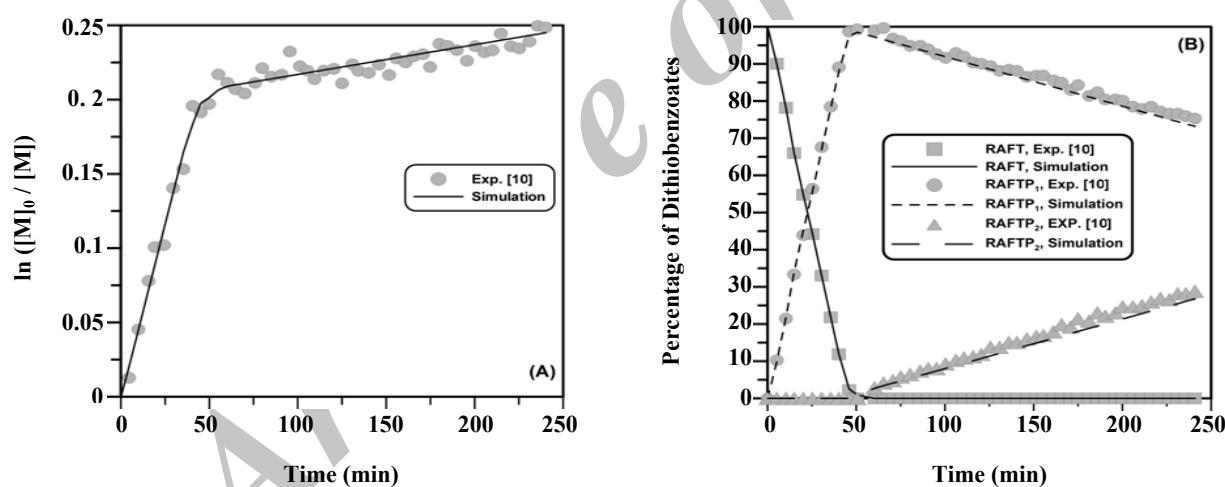 0.25
0.2
0.15
0.1
0.05
0
0 50 100 150 200 250
ln ([M]₀ / [M])
Time (min)
Exp. [10]
Simulation
(A)
100
90
80
70
60
50
40
30
20
10
0
0 50 100 150 200 250
Percentage of Dithiobenzoates
Time (min)
(B)
RAFT, Exp. [10]
RAFT, Simulation
RAFTP₁, Exp. [10]
RAFTP₁, Simulation
RAFTP₂, EXP. [10]
RAFTP₂, Simulation